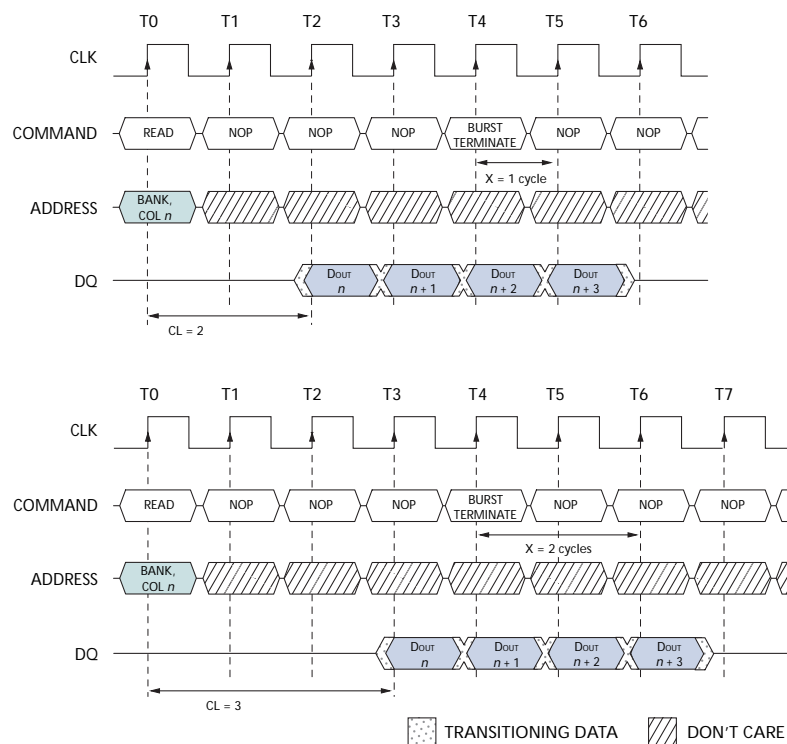 T0 T1 T2 T3 T4 T5 T6
CLK
COMMAND READ NOP NOP NOP BURST TERMINATE NOP NOP
X = 1 cycle
ADDRESS BANK, COL n
DQ DOUT n DOUT n + 1 DOUT n + 2 DOUT n + 3
CL = 2
T0 T1 T2 T3 T4 T5 T6 T7
CLK
COMMAND READ NOP NOP NOP BURST TERMINATE NOP NOP NOP
X = 2 cycles
ADDRESS BANK, COL n
DQ DOUT n DOUT n + 1 DOUT n + 2 DOUT n + 3
CL = 3
TRANSITIONING DATA DON'T CARE